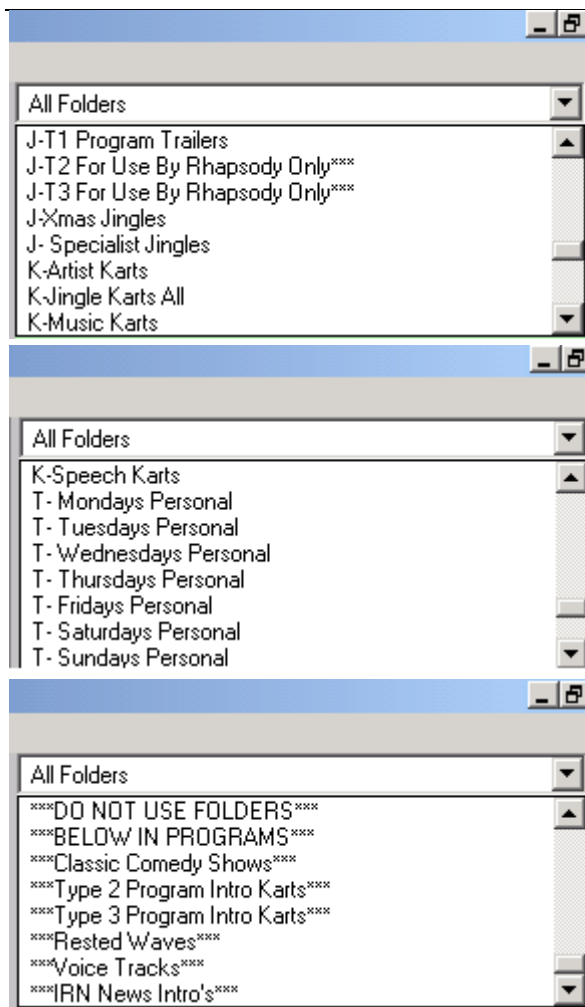 All Folders
J-T1 Program Trailers
J-T2 For Use By Rhapsody Only***
J-T3 For Use By Rhapsody Only***
J-Xmas Jingles
J- Specialist Jingles
K-Artist Karts
K-Jingle Karts All
K-Music Karts
All Folders
K-Speech Karts
T- Mondays Personal
T- Tuesdays Personal
T- Wednesdays Personal
T- Thursdays Personal
T- Fridays Personal
T- Saturdays Personal
T- Sundays Personal
All Folders
***DO NOT USE FOLDERS***
***BELOW IN PROGRAMS***
***Classic Comedy Shows***
***Type 2 Program Intro Karts***
***Type 3 Program Intro Karts***
***Rested Waves***
***Voice Tracks***
***IRN News Intro's***